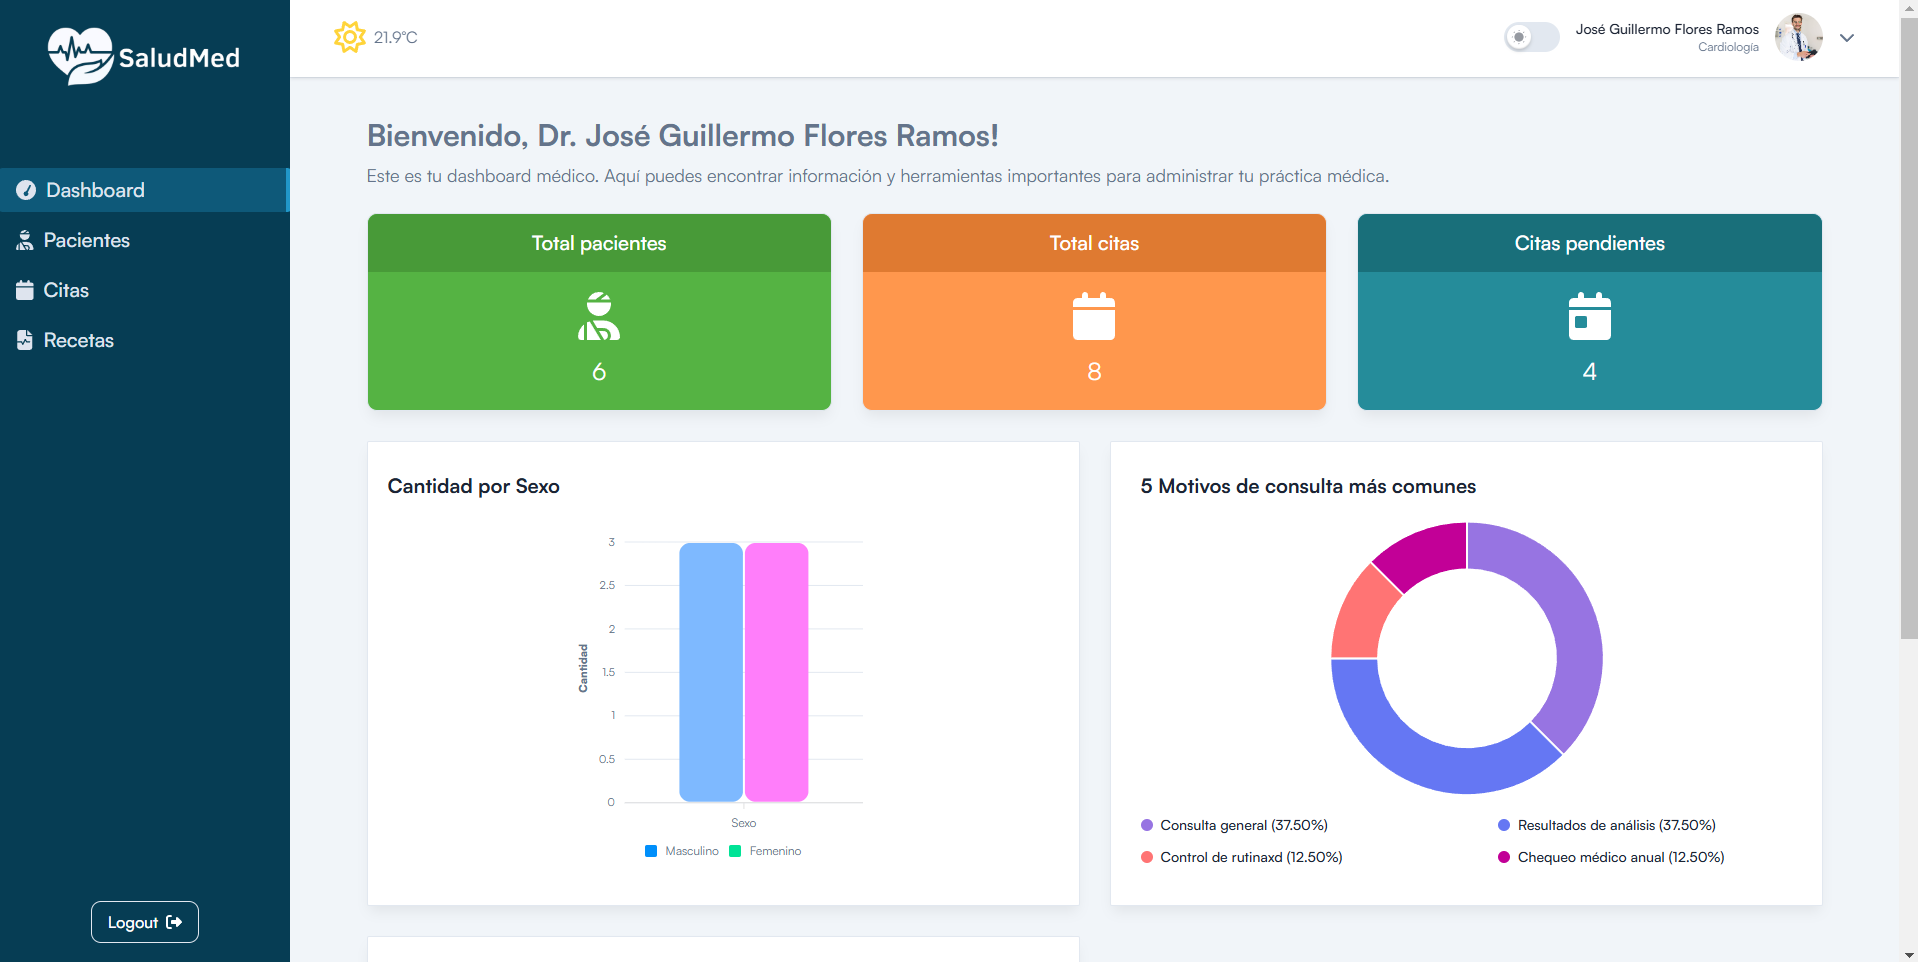 SaludMed
21.9°C
José Guillermo Flores Ramos
Cardiología
Dashboard
Pacientes
Citas
Recetas
Logout
Bienvenido, Dr. José Guillermo Flores Ramos!
Este es tu dashboard médico. Aquí puedes encontrar información y herramientas importantes para administrar tu práctica médica.
Total pacientes
6
Total citas
8
Citas pendientes
4
Cantidad por Sexo
3
2.5
2
1.5
1
0.5
0
Cantidad
Sexo
Masculino Femenino
5 Motivos de consulta más comunes
Consulta general (37.50%)
Resultados de análisis (37.50%)
Control de rutinaxd (12.50%)
Chequeo médico anual (12.50%)